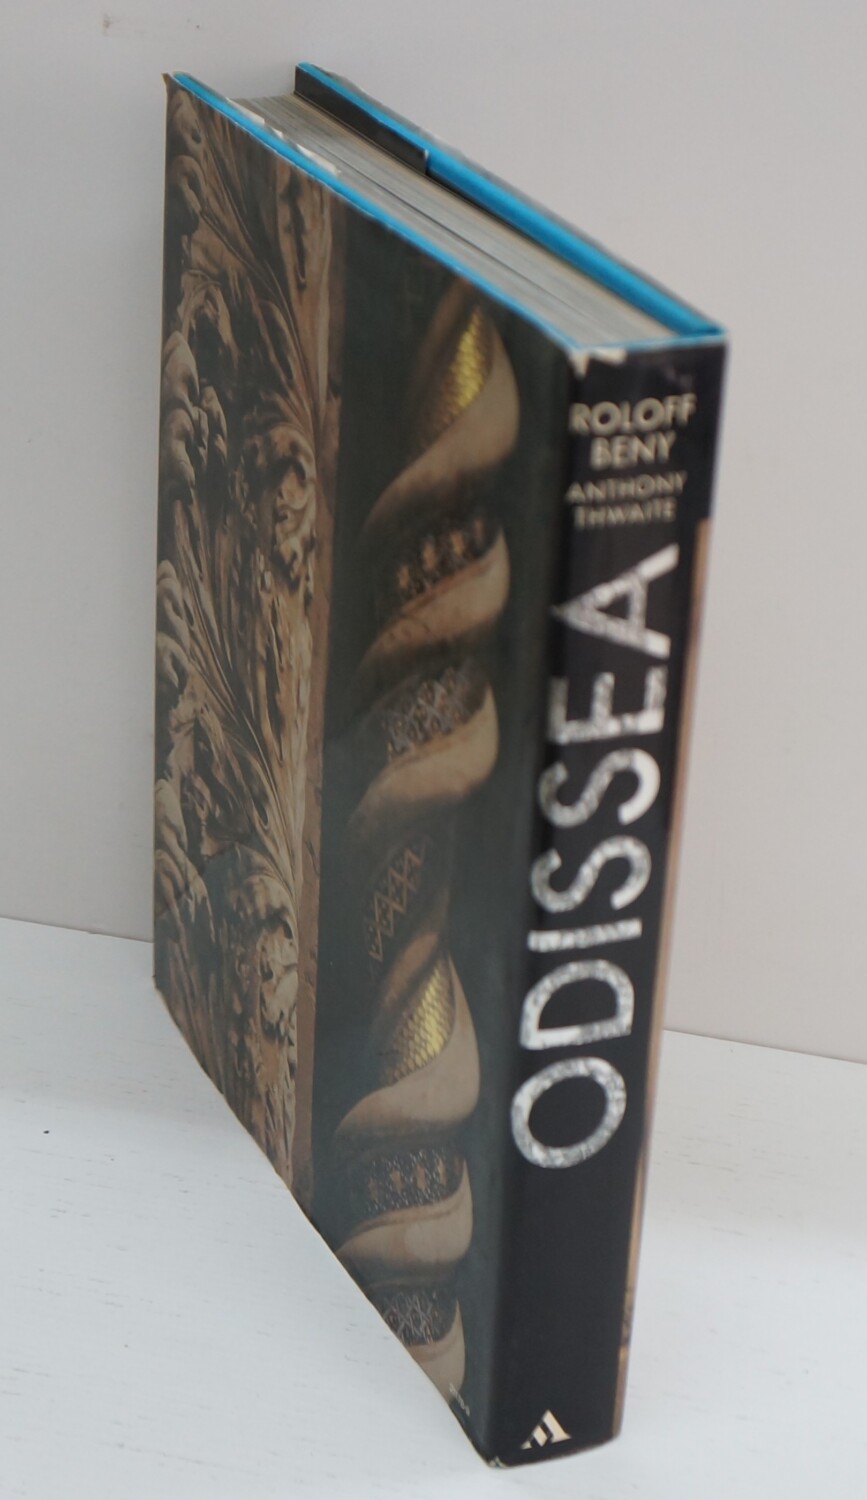 ROLOFF
BENY
ANTHONY
THWAITE
ODISSEA